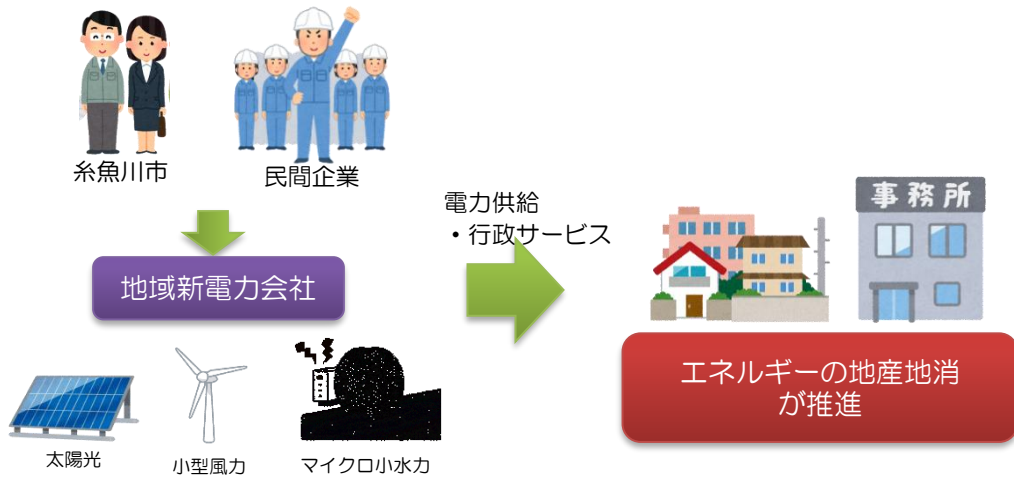 糸魚川市
民間企業
電力供給
・行政サービス
事務所
地域新電力会社
エネルギーの地産地消
が推進
太陽光
小型風力
マイクロ小水力